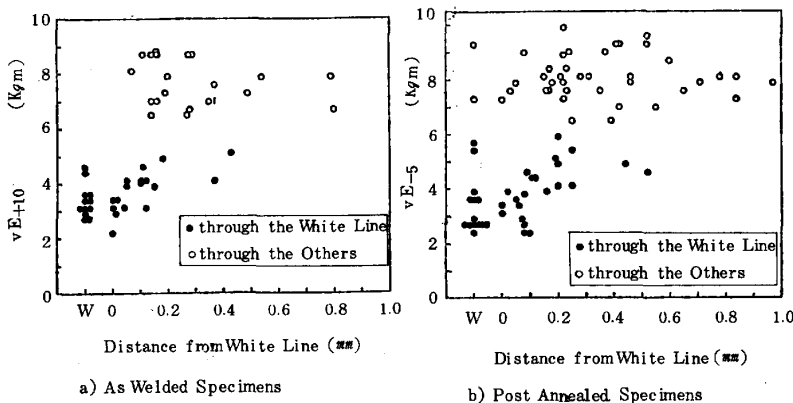 (Kgm)
vE+10
10
8
6
4
2
0
● through the White Line
○ through the Others
W 0 0.2 0.4 0.6 0.8 1.0
Distance from White Line (mm)
a) As Welded Specimens
(Kgm)
vE-5
10
8
6
4
2
0
● through the White Line
○ through the Others
W 0 0.2 0.4 0.6 0.8 1.0
Distance from White Line (mm)
b) Post Annealed Specimens